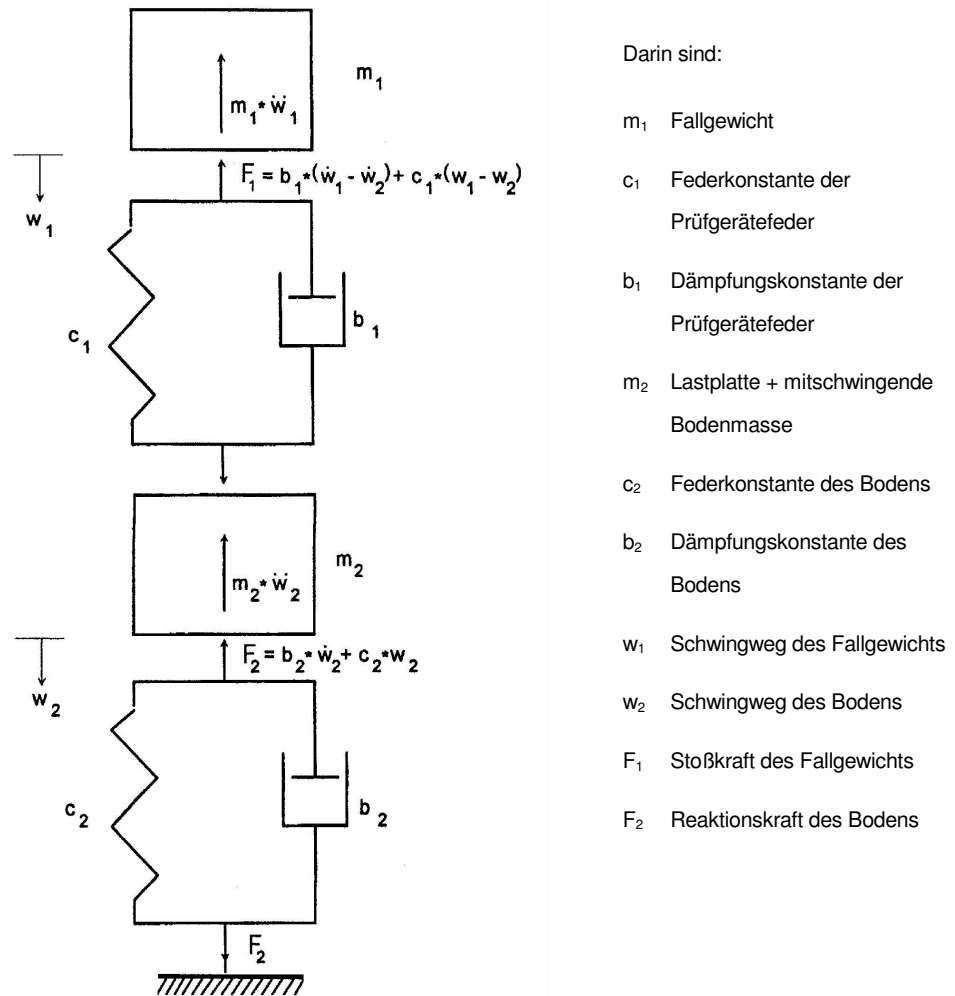 m₁
m₁* ẅ₁
F₁ = b₁*(ẇ₁ - ẇ₂) + c₁*(w₁ - w₂)
w₁
c₁
b₁
m₂
m₂* ẅ₂
F₂ = b₂* ẇ₂ + c₂*w₂
w₂
c₂
b₂
F₂
Darin sind:
m₁ Fallgewicht
c₁ Federkonstante der
Prüfgerätefeder
b₁ Dämpfungskonstante der
Prüfgerätefeder
m₂ Lastplatte + mitschwingende
Bodenmasse
c₂ Federkonstante des Bodens
b₂ Dämpfungskonstante des
Bodens
w₁ Schwingweg des Fallgewichts
w₂ Schwingweg des Bodens
F₁ Stoßkraft des Fallgewichts
F₂ Reaktionskraft des Bodens